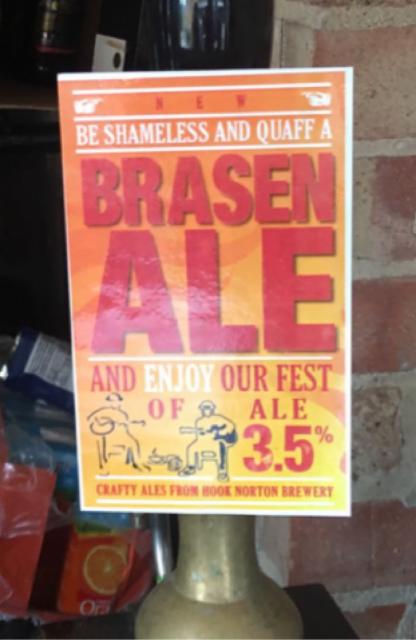 NEW
BE SHAMELESS AND QUAFF A
BRASEN
ALE
AND ENJOY OUR FEST
OF ALE
3.5%
CRAFTY ALES FROM HOOK NORTON BREWERY